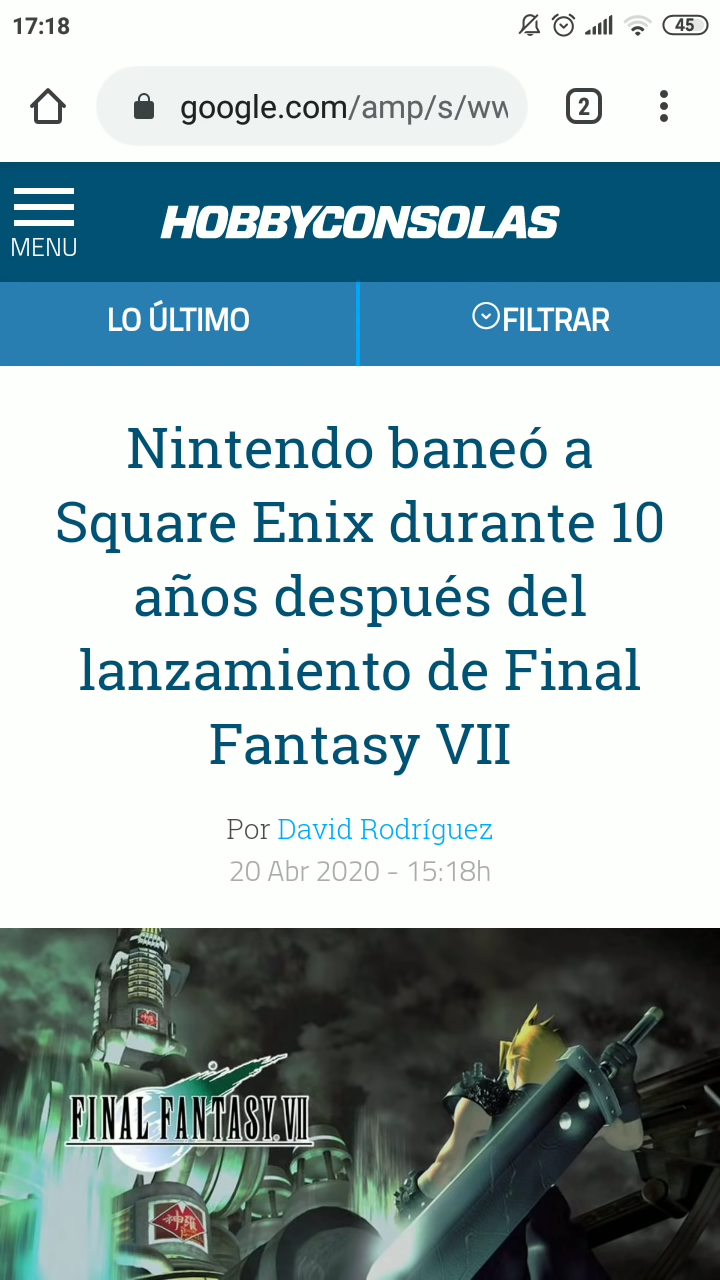 17:18
45
google.com/amp/s/ww
2
MENU
HOBBYCONSOLAS
LO ÚLTIMO
FILTRAR
Nintendo baneó a
Square Enix durante 10
años después del
lanzamiento de Final
Fantasy VII
Por David Rodríguez
20 Abr 2020 - 15:18h
FINAL FANTASY VII
神羅